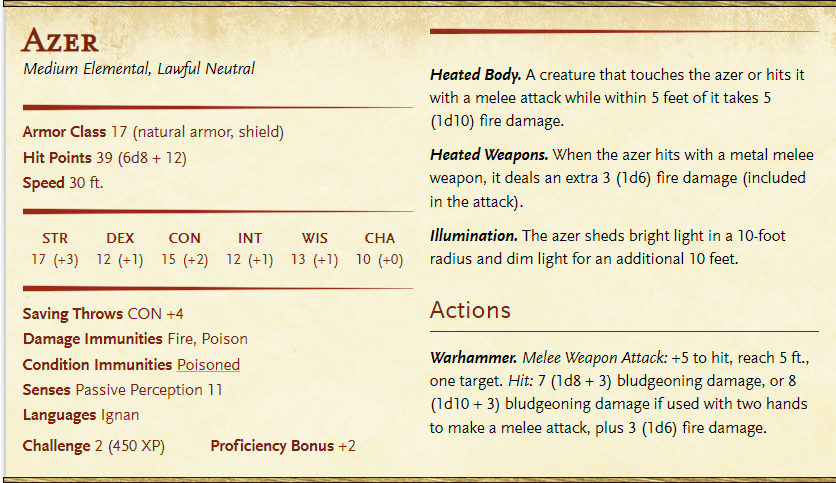 Azer
Medium Elemental, Lawful Neutral
Armor Class 17 (natural armor, shield)
Hit Points 39 (6d8 + 12)
Speed 30 ft.
STR DEX CON INT WIS CHA
17 (+3) 12 (+1) 15 (+2) 12 (+1) 13 (+1) 10 (+0)
Saving Throws CON +4
Damage Immunities Fire, Poison
Condition Immunities Poisoned
Senses Passive Perception 11
Languages Ignan
Challenge 2 (450 XP) Proficiency Bonus +2
Heated Body. A creature that touches the azer or hits it
with a melee attack while within 5 feet of it takes 5
(1d10) fire damage.
Heated Weapons. When the azer hits with a metal melee
weapon, it deals an extra 3 (1d6) fire damage (included
in the attack).
Illumination. The azer sheds bright light in a 10-foot
radius and dim light for an additional 10 feet.
Actions
Warhammer. Melee Weapon Attack: +5 to hit, reach 5 ft.,
one target. Hit: 7 (1d8 + 3) bludgeoning damage, or 8
(1d10 + 3) bludgeoning damage if used with two hands
to make a melee attack, plus 3 (1d6) fire damage.